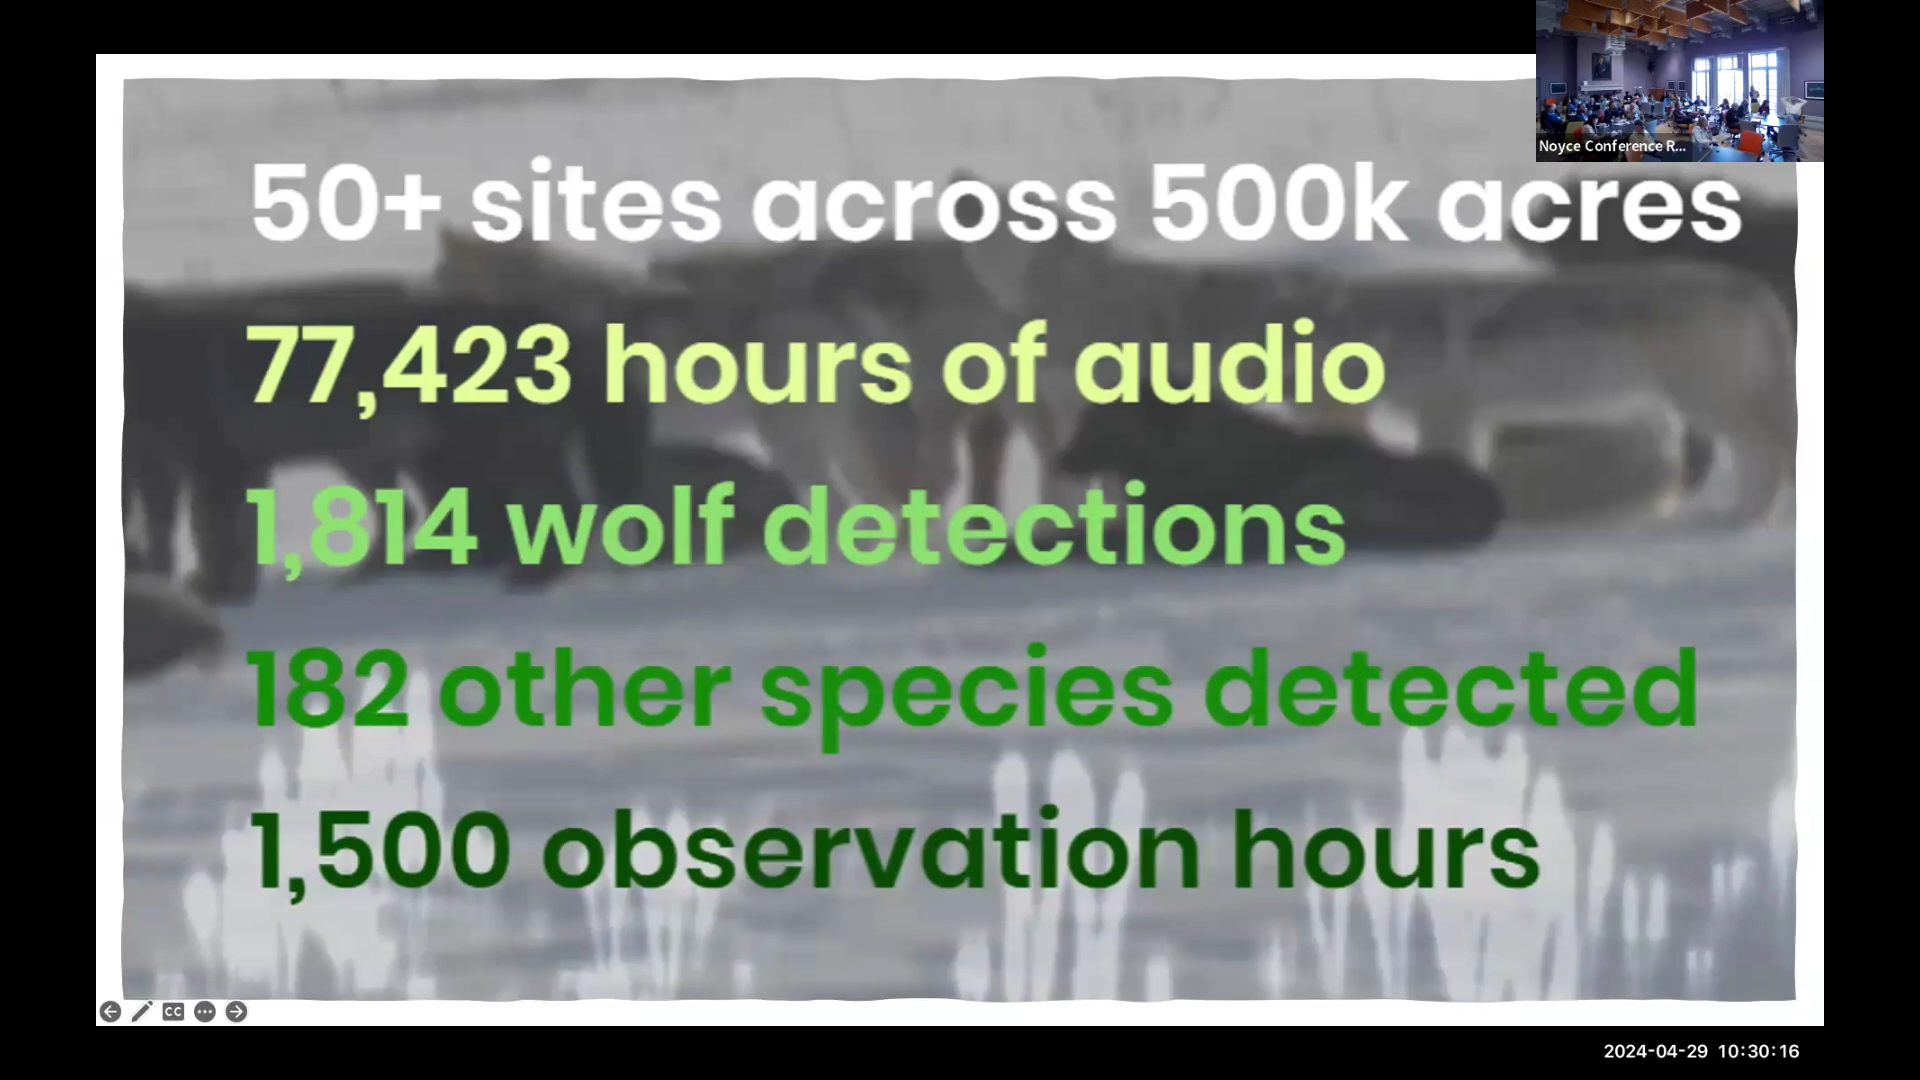 Noyce Conference R...
50+ sites across 500k acres
77,423 hours of audio
1,814 wolf detections
182 other species detected
1,500 observation hours
CC
2024-04-29 10:30:16